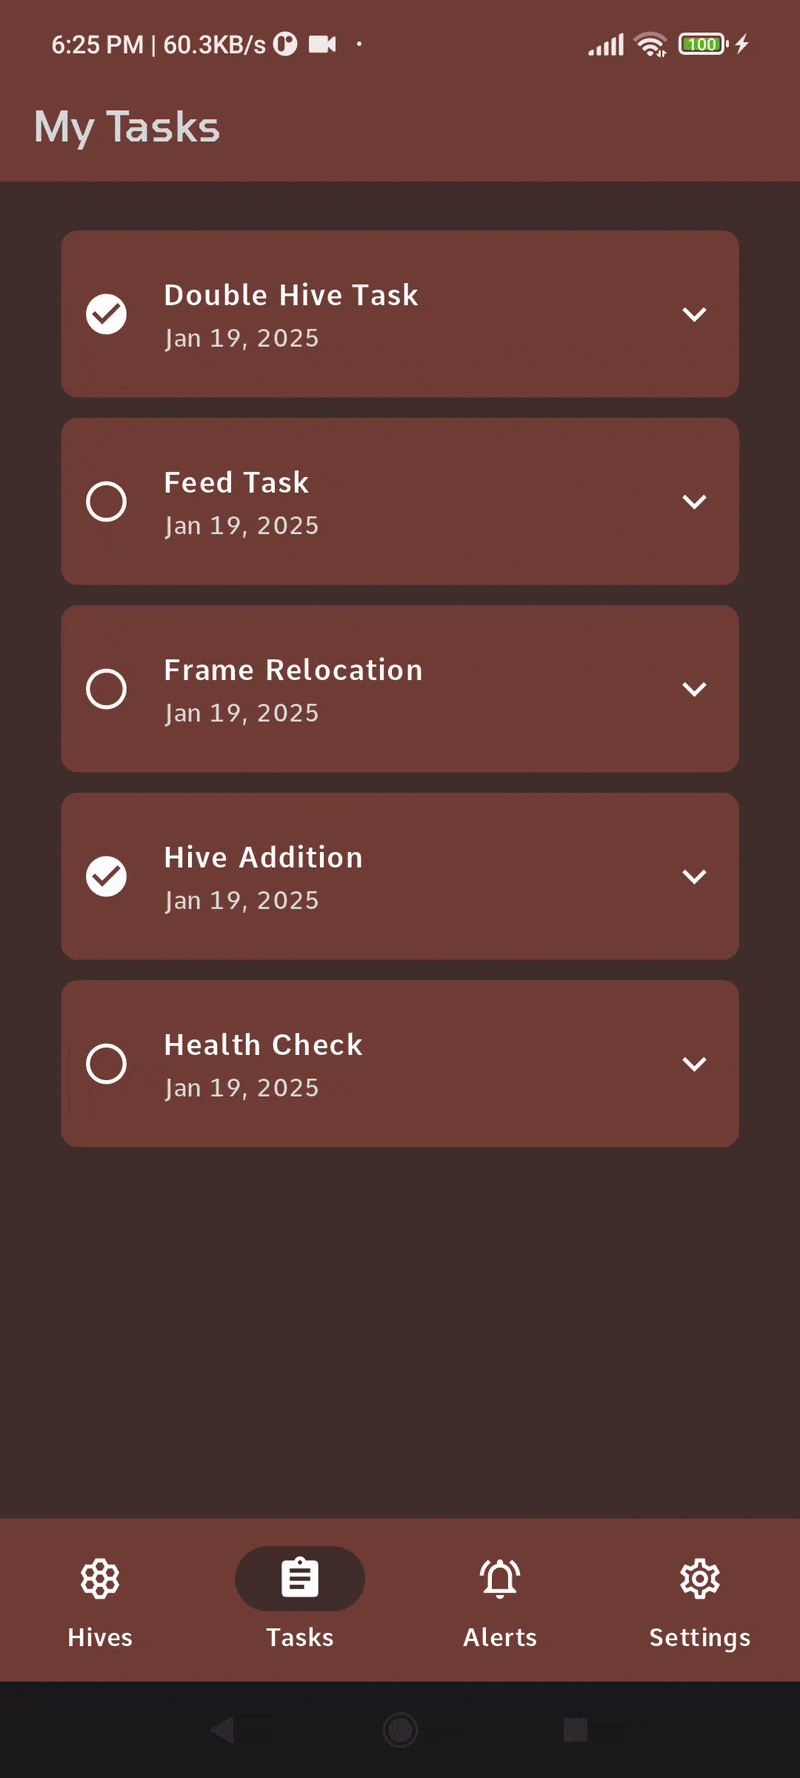 6:25 PM | 60.3KB/s
100
My Tasks
Double Hive Task
Jan 19, 2025
Feed Task
Jan 19, 2025
Frame Relocation
Jan 19, 2025
Hive Addition
Jan 19, 2025
Health Check
Jan 19, 2025
Hives Tasks Alerts Settings